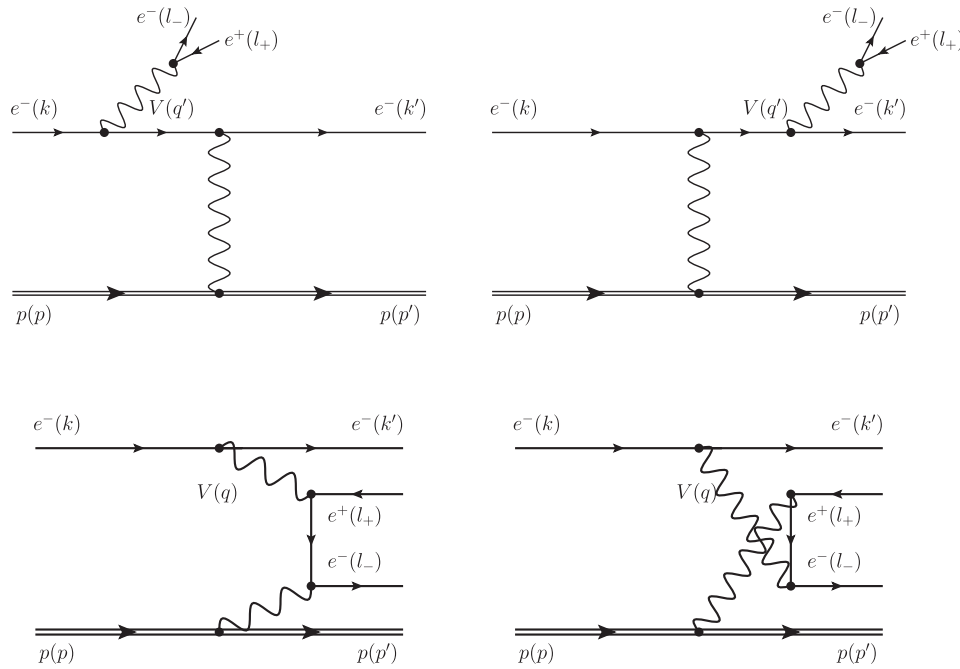 e⁻(l₋)
e⁺(l₊)
e⁻(k)
V(q′)
e⁻(k′)
p(p)
p(p′)
e⁻(l₋)
e⁺(l₊)
e⁻(k)
V(q′)
e⁻(k′)
p(p)
p(p′)
e⁻(k)
e⁻(k′)
V(q)
e⁺(l₊)
e⁻(l₋)
p(p)
p(p′)
e⁻(k)
e⁻(k′)
V(q)
e⁺(l₊)
e⁻(l₋)
p(p)
p(p′)